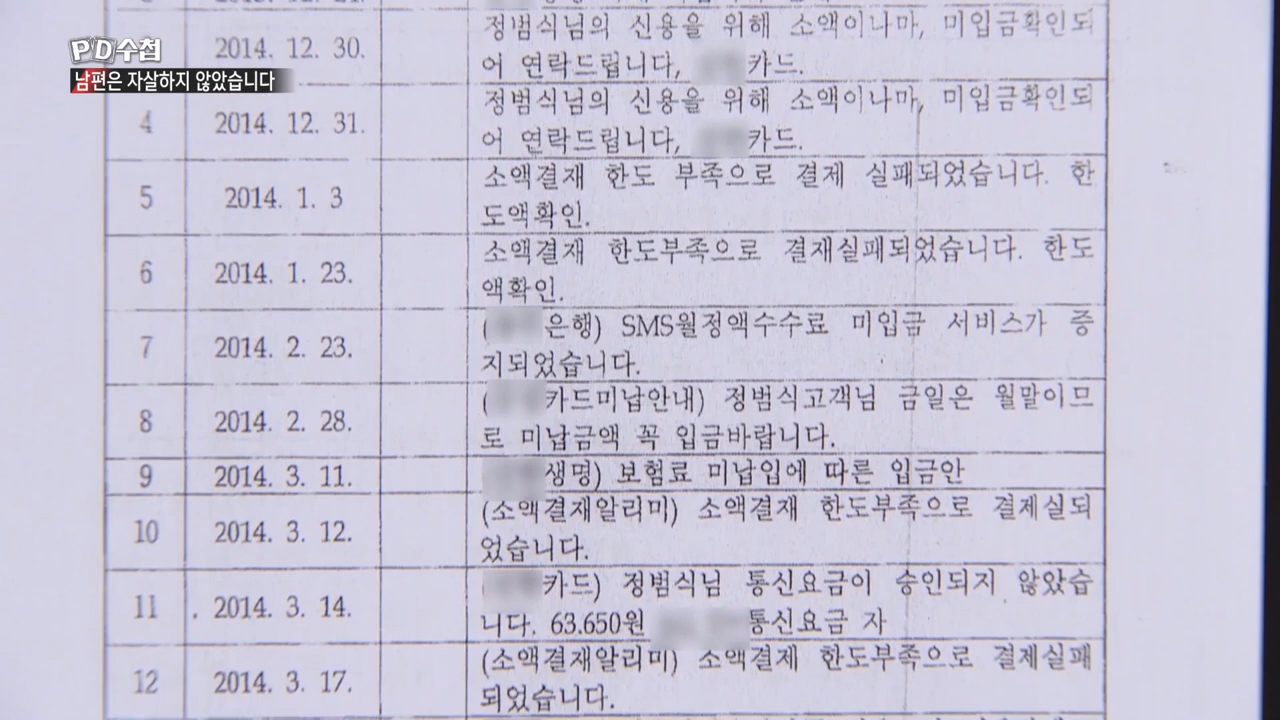 PD수첩
남편은 자살하지 않았습니다
2014. 12. 30.
정범식님의 신용을 위해 소액이나마, 미입금확인되
어 연락드립니다, 카드.
4
2014. 12. 31.
정범식님의 신용을 위해 소액이나마, 미입금확인되
어 연락드립니다, 카드.
5
2014. 1. 3
소액결재 한도 부족으로 결제 실패되었습니다. 한
도액확인.
6
2014. 1. 23.
소액결재 한도부족으로 결재실패되었습니다. 한도
액확인.
7
2014. 2. 23.
( 은행) SMS월정액수수료 미입금 서비스가 중
지되었습니다.
8
2014. 2. 28.
( 카드미납안내) 정범식고객님 금일은 월말이므
로 미납금액 꼭 입금바랍니다.
9
2014. 3. 11.
생명) 보험료 미납입에 따른 입금안
10
2014. 3. 12.
(소액결재알리미) 소액결재 한도부족으로 결제실되
었습니다.
11
. 2014. 3. 14.
( 카드) 정범식님 통신요금이 승인되지 않았습
니다. 63.650원 통신요금 자
12
2014. 3. 17.
(소액결재알리미) 소액결제 한도부족으로 결제실패
되었습니다.